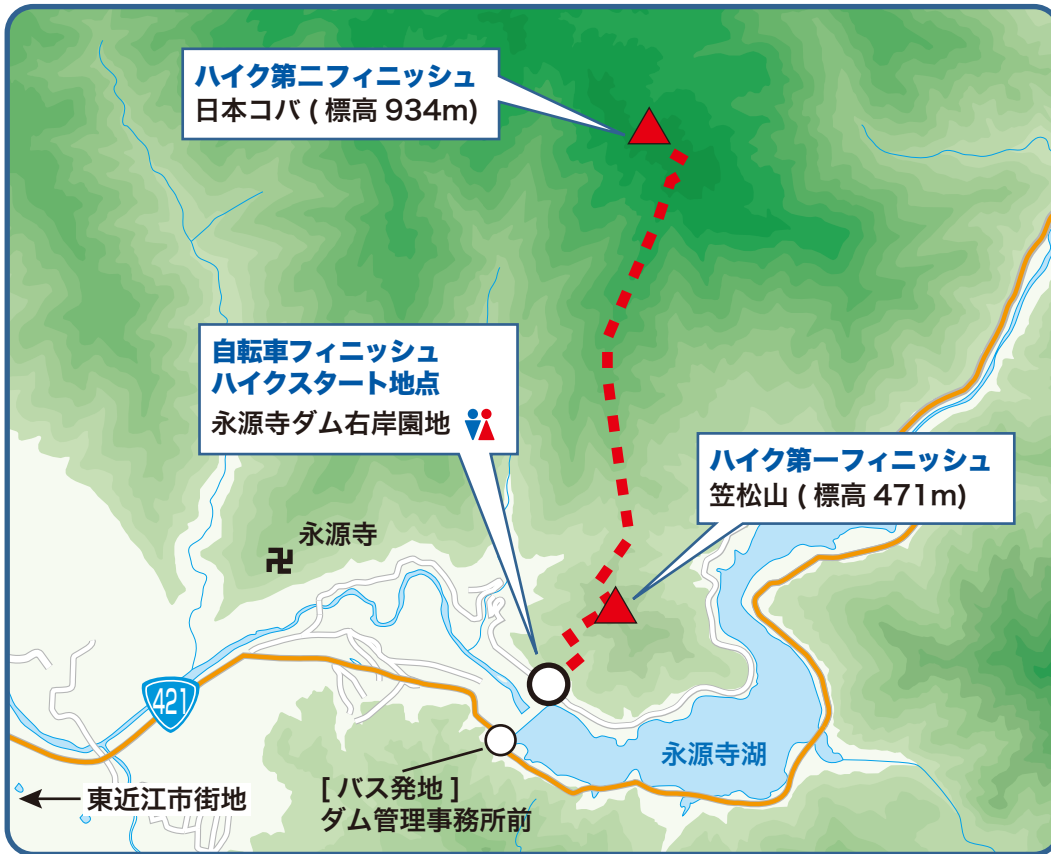 ハイク第二フィニッシュ
日本コバ ( 標高 934m)
自転車フィニッシュ
ハイクスタート地点
永源寺ダム右岸園地
ハイク第一フィニッシュ
笠松山 ( 標高 471m)
卍
永源寺
421
永源寺湖
東近江市街地
[ バス発地 ]
ダム管理事務所前